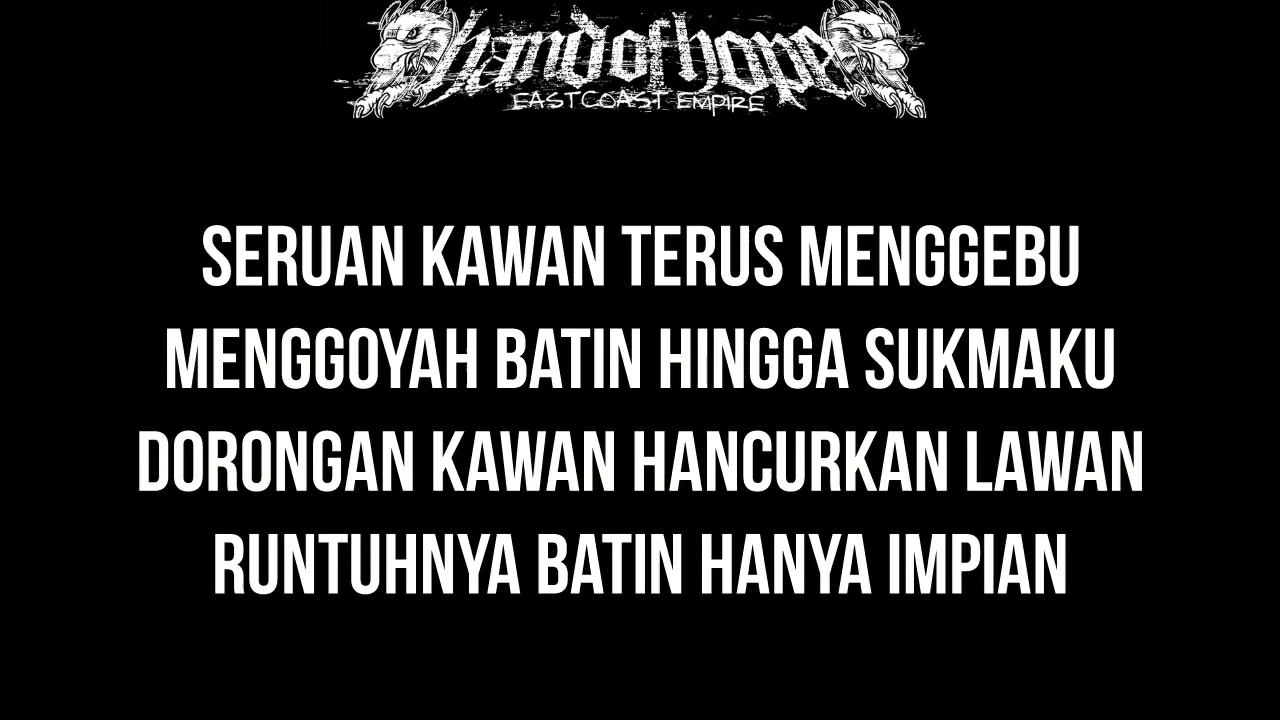 handofhope
EASTCOAST EMPIRE
SERUAN KAWAN TERUS MENGGEBU
MENGGOYAH BATIN HINGGA SUKMAKU
DORONGAN KAWAN HANCURKAN LAWAN
RUNTUHNYA BATIN HANYA IMPIAN